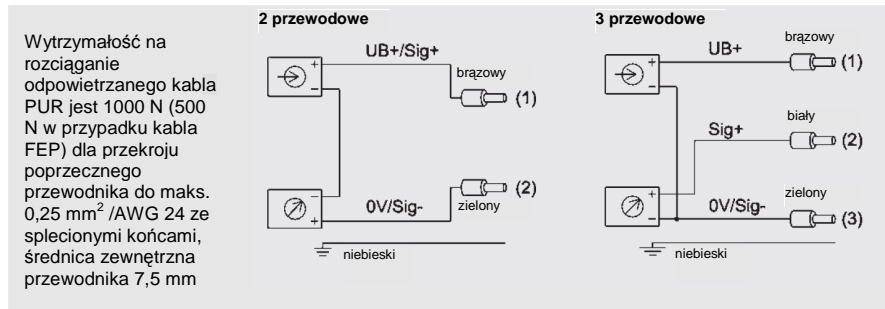 Wytrzymałość na
rozciąganie
odpowietrzanego kabla
PUR jest 1000 N (500
N w przypadku kabla
FEP) dla przekroju
poprzecznego
przewodnika do maks.
0,25 mm² /AWG 24 ze
splecionymi końcami,
średnica zewnętrzna
przewodnika 7,5 mm
2 przewodowe
UB+/Sig+
brązowy
+
-
(1)
(2)
-
+
0V/Sig-
zielony
niebieski
3 przewodowe
UB+
brązowy
+
-
(1)
biały
Sig+
(2)
zielony
+
-
0V/Sig-
(3)
niebieski